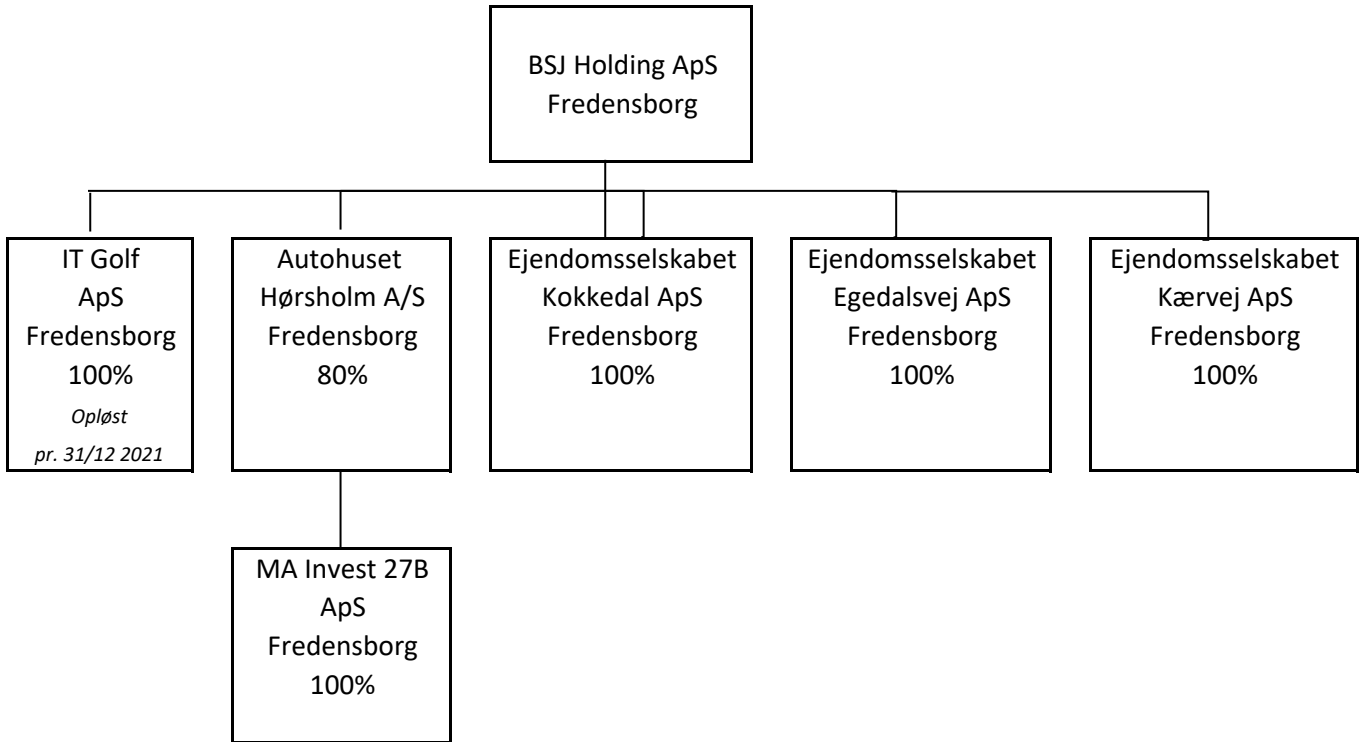 BSJ Holding ApS
Fredensborg
IT Golf
ApS
Fredensborg
100%
Opløst
pr. 31/12 2021
Autohuset
Hørsholm A/S
Fredensborg
80%
Ejendomsselskabet
Kokkedal ApS
Fredensborg
100%
Ejendomsselskabet
Egedalsvej ApS
Fredensborg
100%
Ejendomsselskabet
Kærvej ApS
Fredensborg
100%
MA Invest 27B
ApS
Fredensborg
100%